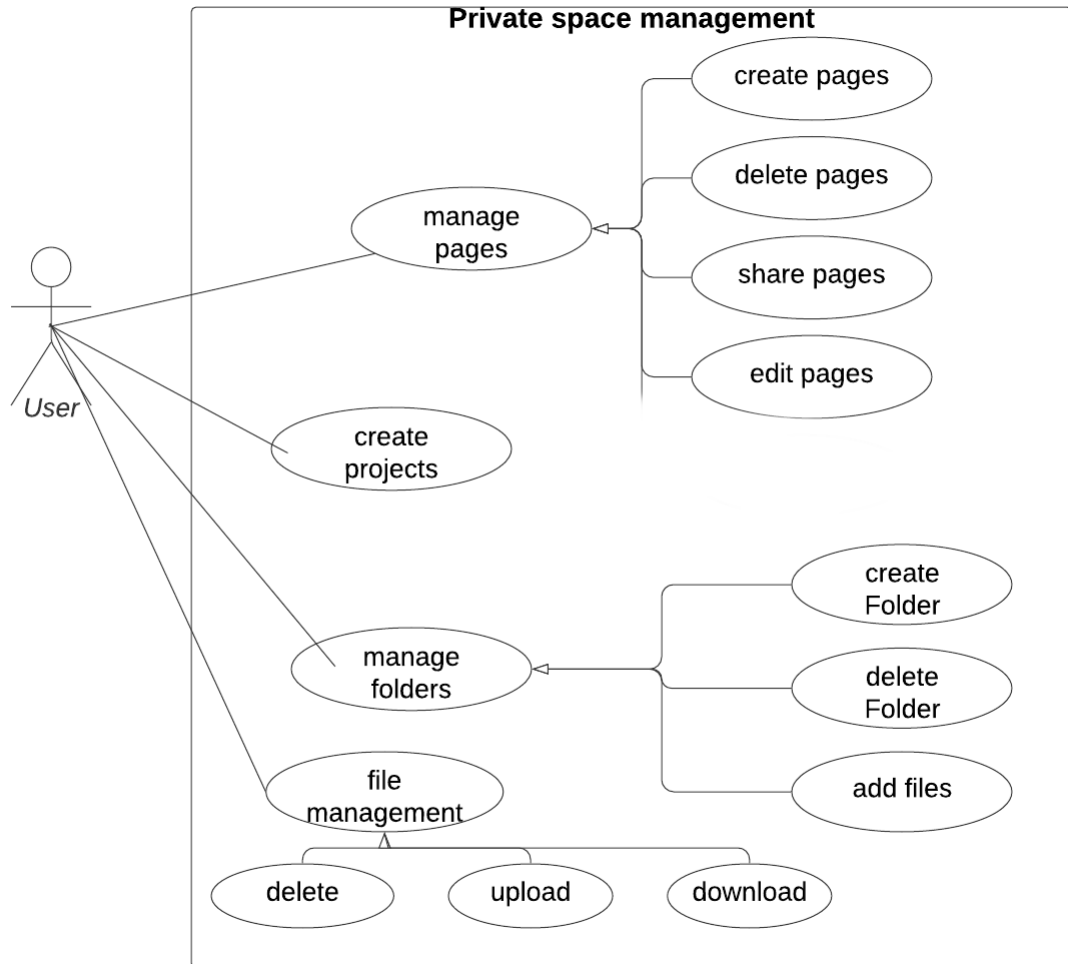 Private space management
create pages
delete pages
manage
pages
share pages
edit pages
User
create
projects
create
Folder
manage
folders
delete
Folder
file
management
add files
delete
upload
download